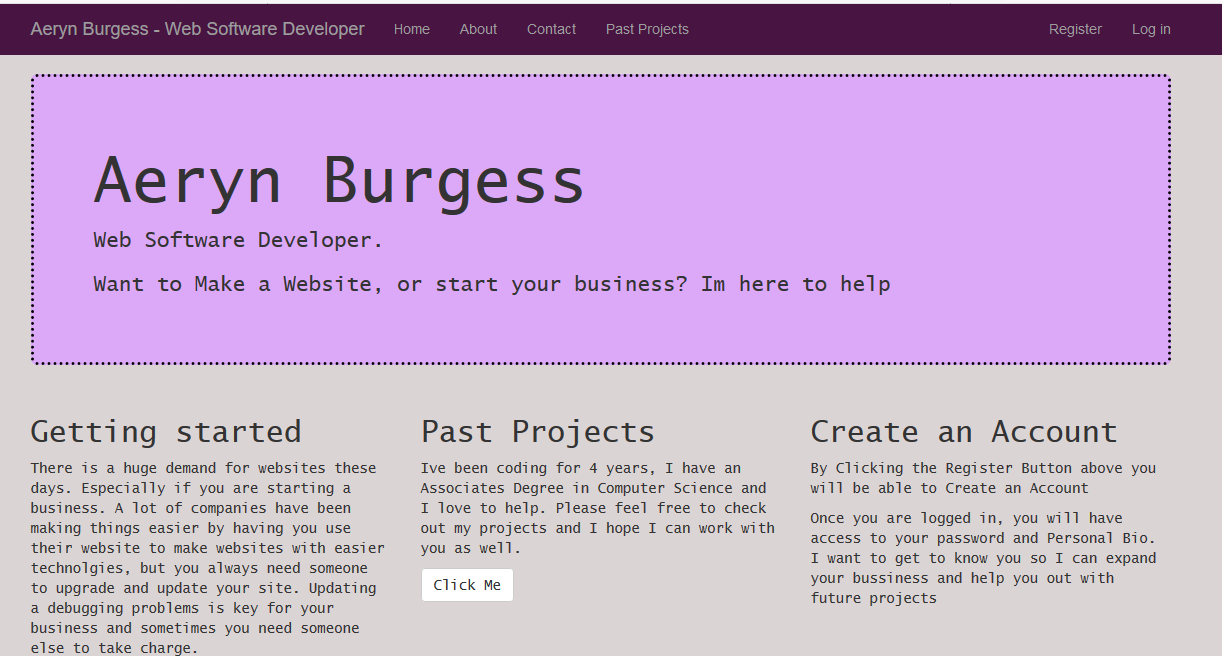 Aeryn Burgess - Web Software Developer Home About Contact Past Projects Register Log in
Aeryn Burgess
Web Software Developer.
Want to Make a Website, or start your business? Im here to help
Getting started
There is a huge demand for websites these
days. Especially if you are starting a
business. A lot of companies have been
making things easier by having you use
their website to make websites with easier
technolgies, but you always need someone
to upgrade and update your site. Updating
a debugging problems is key for your
business and sometimes you need someone
else to take charge.
Past Projects
Ive been coding for 4 years, I have an
Associates Degree in Computer Science and
I love to help. Please feel free to check
out my projects and I hope I can work with
you as well.
Click Me
Create an Account
By Clicking the Register Button above you
will be able to Create an Account
Once you are logged in, you will have
access to your password and Personal Bio.
I want to get to know you so I can expand
your bussiness and help you out with
future projects